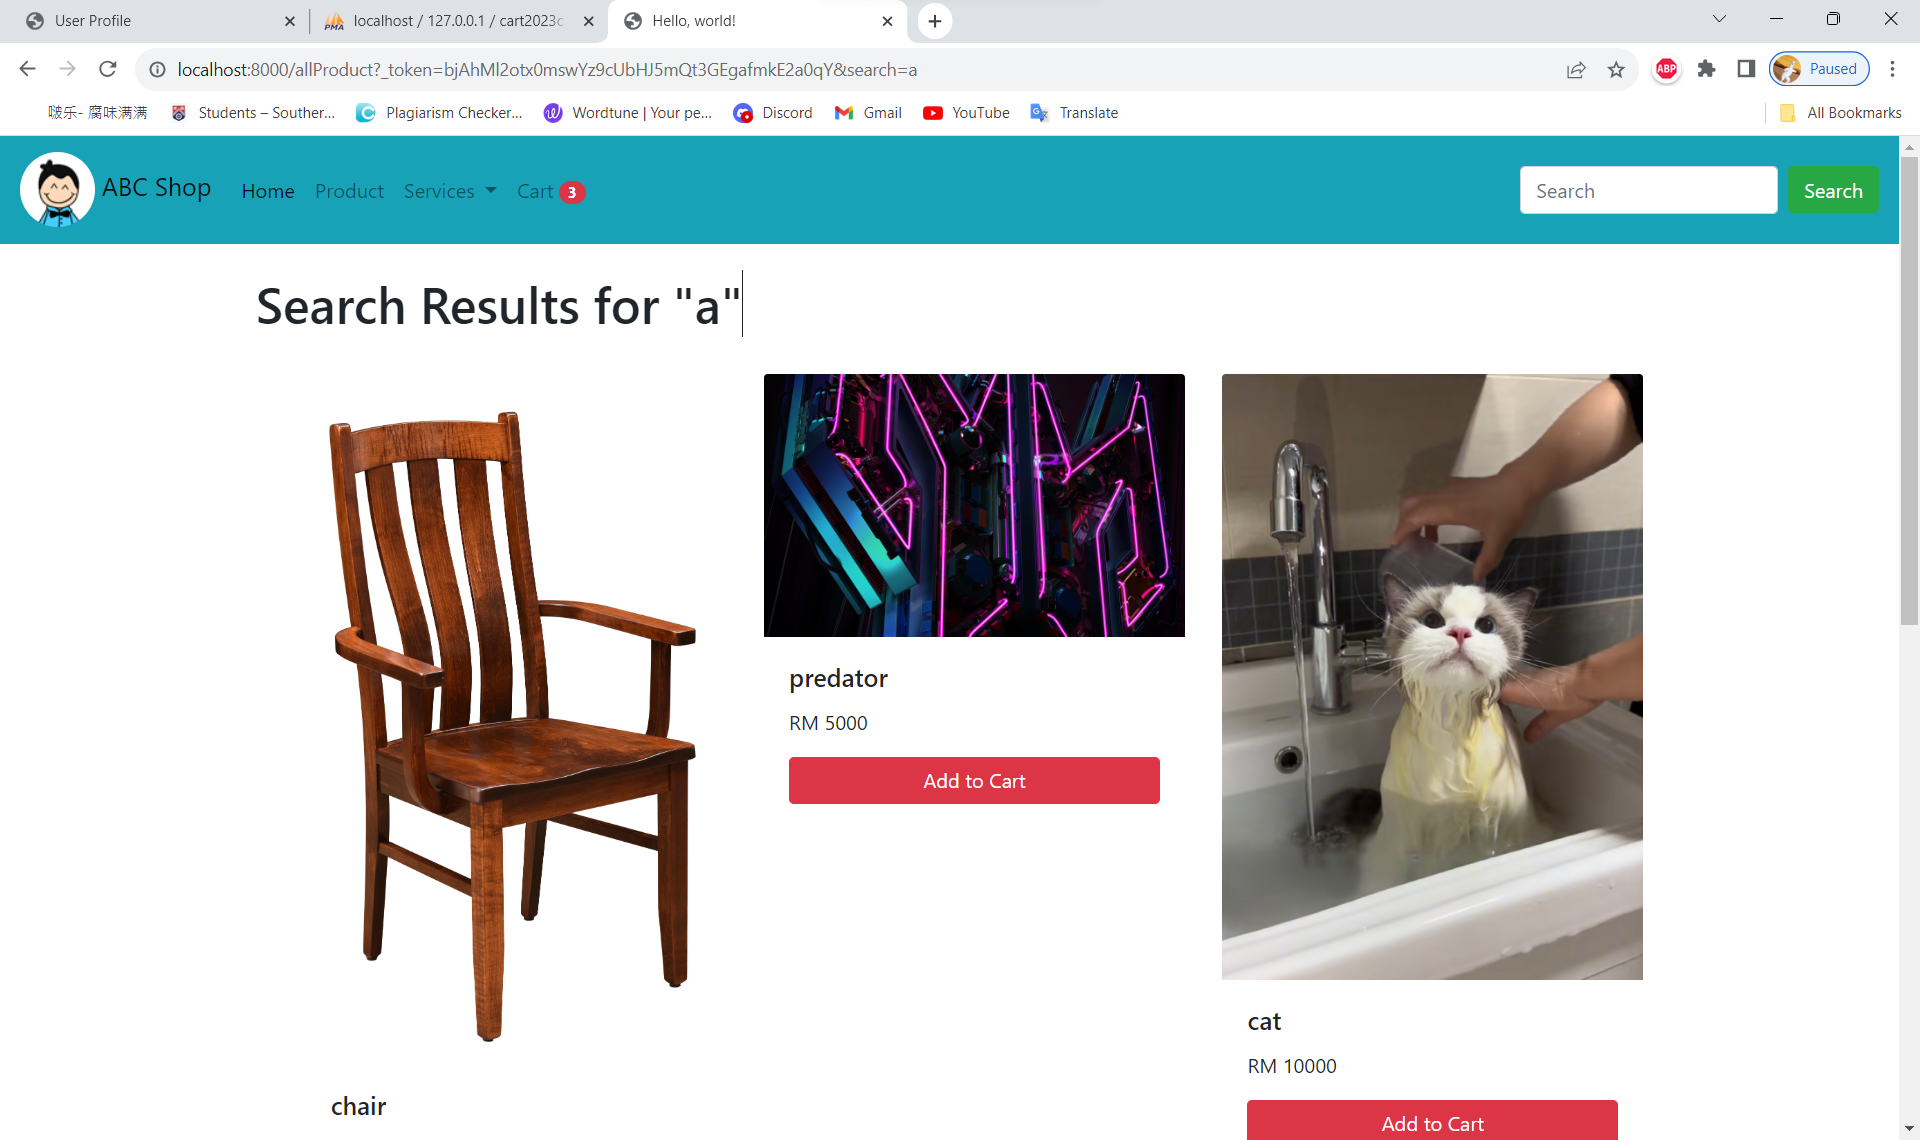 User Profile
localhost / 127.0.0.1 / cart2023c
Hello, world!
localhost:8000/allProduct?_token=bjAhMl2otx0mswYz9cUbHJ5mQt3GEgafmkE2a0qY&search=a
ABP
Paused
啵乐- 腐味满满
Students – Souther...
Plagiarism Checker...
Wordtune | Your pe...
Discord
Gmail
YouTube
Translate
All Bookmarks
ABC Shop
Home
Product
Services
Cart 3
Search
Search
Search Results for "a"
predator
RM 5000
Add to Cart
cat
RM 10000
Add to Cart
chair